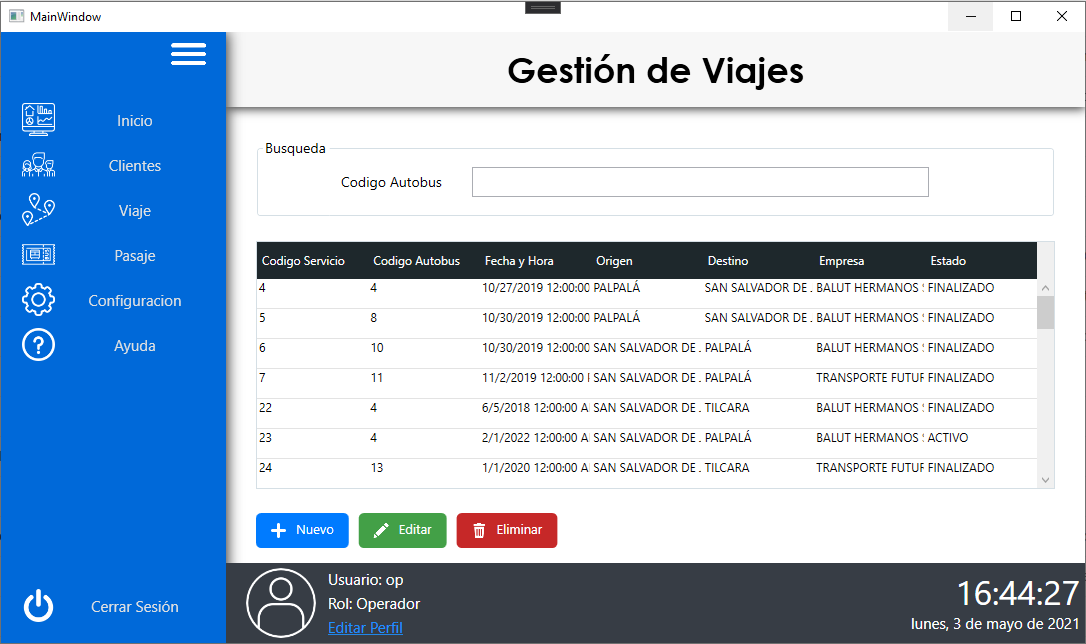 MainWindow
Gestión de Viajes
Inicio
Clientes
Viaje
Pasaje
Configuracion
Ayuda
Cerrar Sesión
Busqueda
Codigo Autobus
Codigo Servicio Codigo Autobus Fecha y Hora Origen Destino Empresa Estado
4 4 10/27/2019 12:00:00 PALPALÁ SAN SALVADOR DE . BALUT HERMANOS FINALIZADO
5 8 10/30/2019 12:00:00 PALPALÁ SAN SALVADOR DE . BALUT HERMANOS FINALIZADO
6 10 10/30/2019 12:00:00 SAN SALVADOR DE . PALPALÁ BALUT HERMANOS FINALIZADO
7 11 11/2/2019 12:00:00 SAN SALVADOR DE . PALPALÁ TRANSPORTE FUTUR FINALIZADO
22 4 6/5/2018 12:00:00 A SAN SALVADOR DE . TILCARA BALUT HERMANOS FINALIZADO
23 4 2/1/2022 12:00:00 A SAN SALVADOR DE . PALPALÁ BALUT HERMANOS ACTIVO
24 13 1/1/2020 12:00:00 A SAN SALVADOR DE . TILCARA TRANSPORTE FUTUR FINALIZADO
Nuevo Editar Eliminar
Usuario: op
Rol: Operador
Editar Perfil
16:44:27
lunes, 3 de mayo de 2021